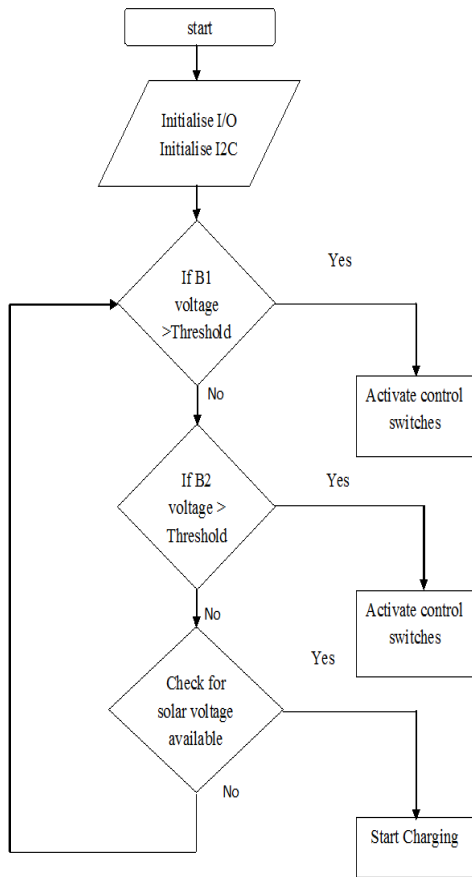 start
Initialise I/O
Initialise I2C
If B1
voltage
>Threshold
Yes
No
Activate control
switches
If B2
voltage >
Threshold
Yes
No
Activate control
switches
Check for
solar voltage
available
Yes
No
Start Charging